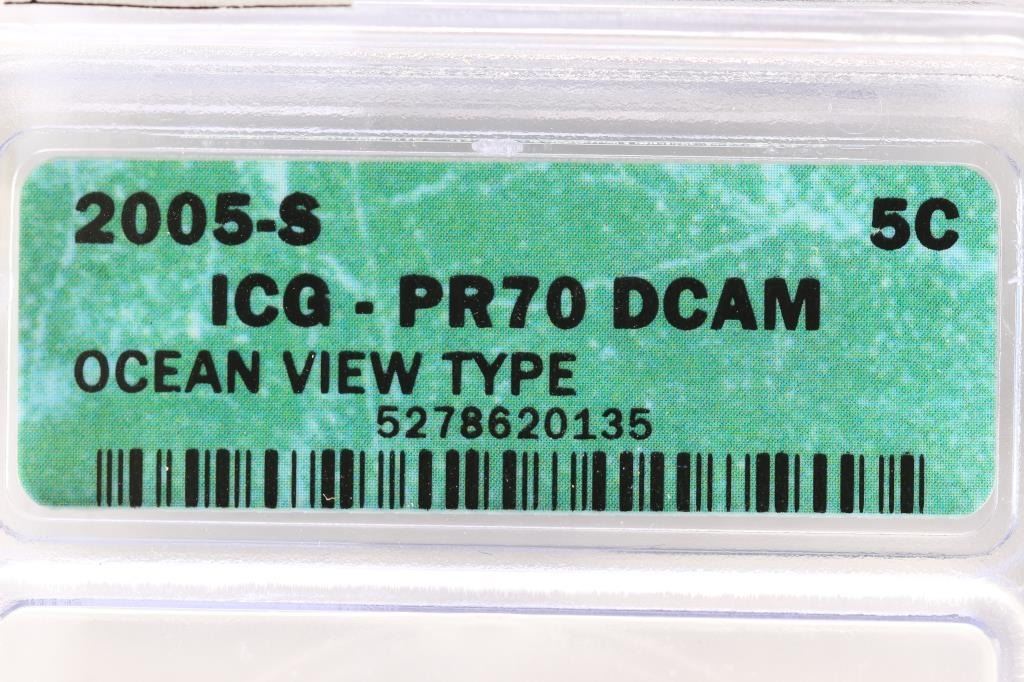 2005-S 5C
ICG - PR70 DCAM
OCEAN VIEW TYPE
5278620135